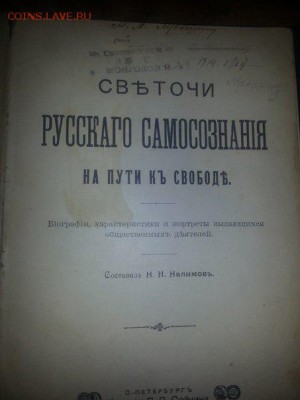 COINS.LAVE.RU
СВѢТОЧИ
РУССКАГО САМОСОЗНАНІЯ
НА ПУТИ КЪ СВОБОДѢ.
Біографіи, характеристики и портреты выдающихся
общественныхъ дѣятелей.
Составилъ Н. Н. Налимовъ.
С.-ПЕТЕРБУРГЪ